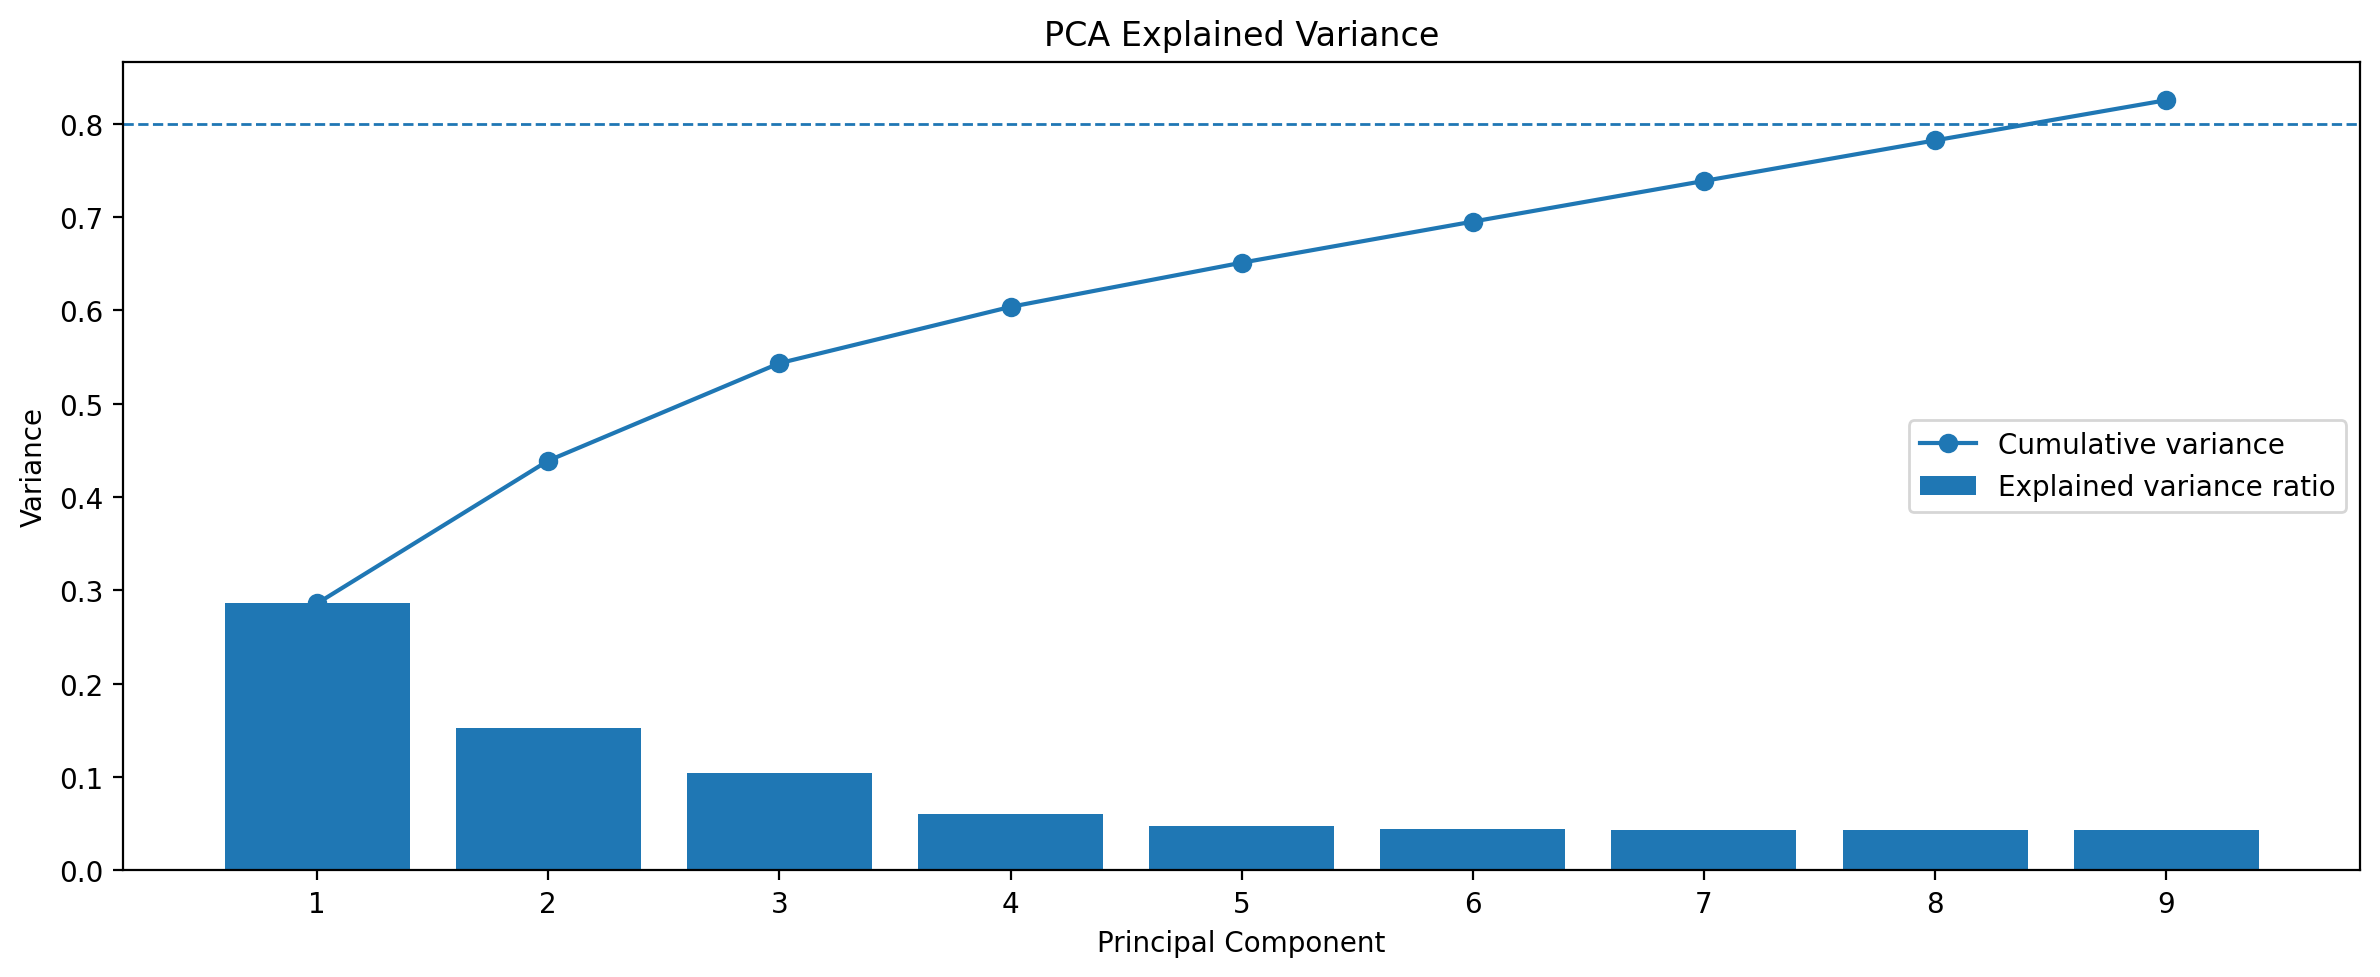 PCA Explained Variance
Variance
0.8
0.7
0.6
0.5
0.4
0.3
0.2
0.1
0.0
Cumulative variance
Explained variance ratio
1 2 3 4 5 6 7 8 9
Principal Component